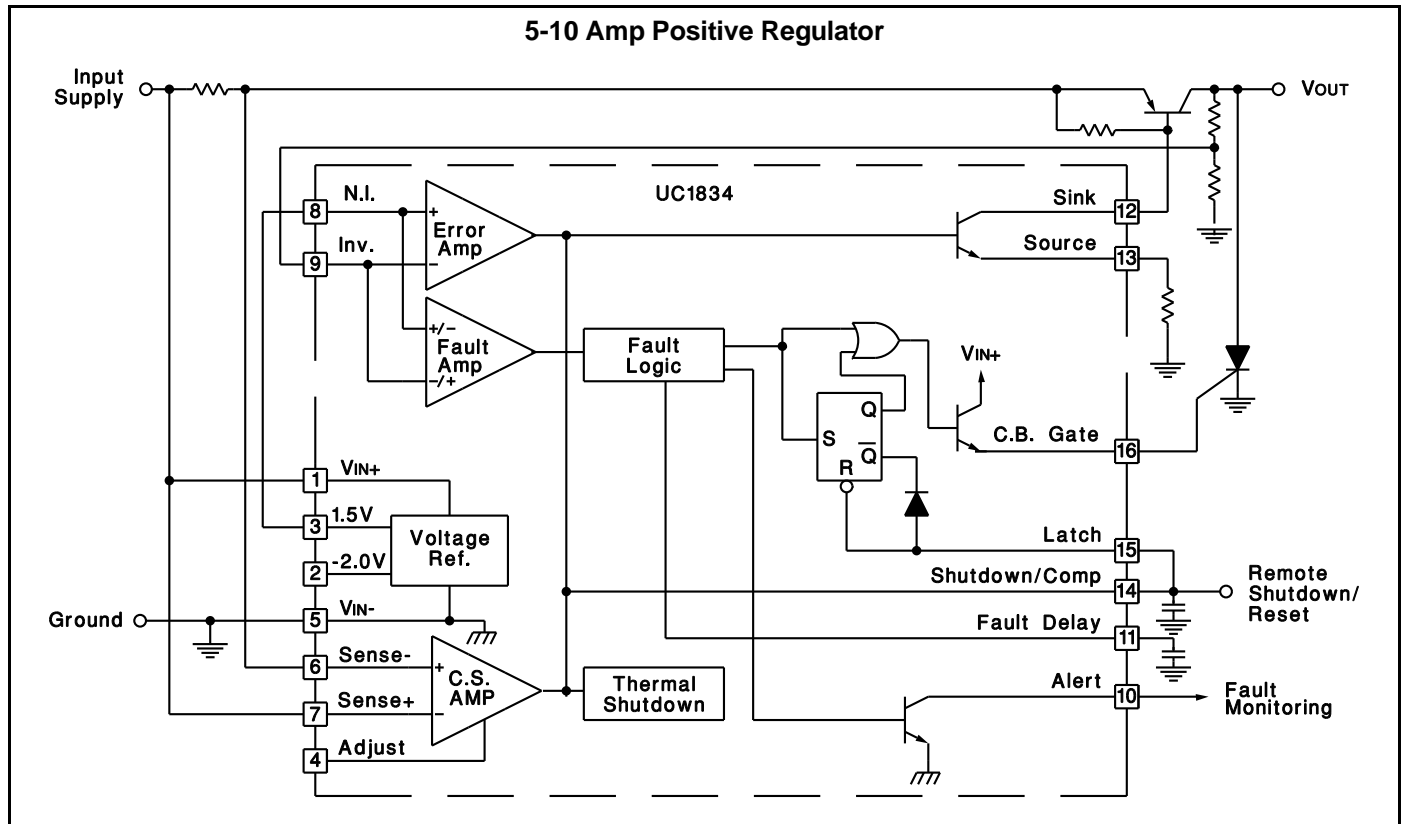 5-10 Amp Positive Regulator
Input
Supply
VOUT
UC1834
8
N.I.
+
Error
Amp
Sink
12
9
Inv.
−
Source
13
+/−
Fault
Amp
−/+
Fault
Logic
VIN+
Q
S
Q̅
R
C.B. Gate
16
1
VIN+
3
1.5V
Voltage
Ref.
2
-2.0V
Latch
15
Shutdown/Comp
14
Remote
Shutdown/
Reset
Ground
5
VIN-
Fault Delay
11
6
Sense-
+
C.S.
AMP
7
Sense+
−
Thermal
Shutdown
Alert
10
Fault
Monitoring
4
Adjust